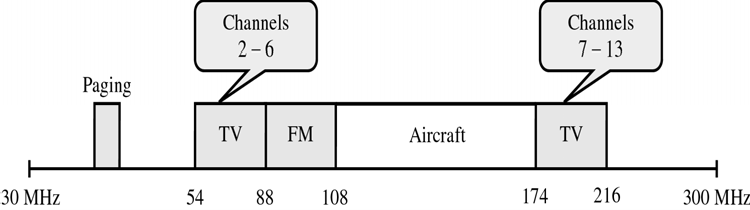 Channels
2 – 6
Channels
7 – 13
Paging
TV
FM
Aircraft
TV
30 MHz
54
88
108
174
216
300 MHz